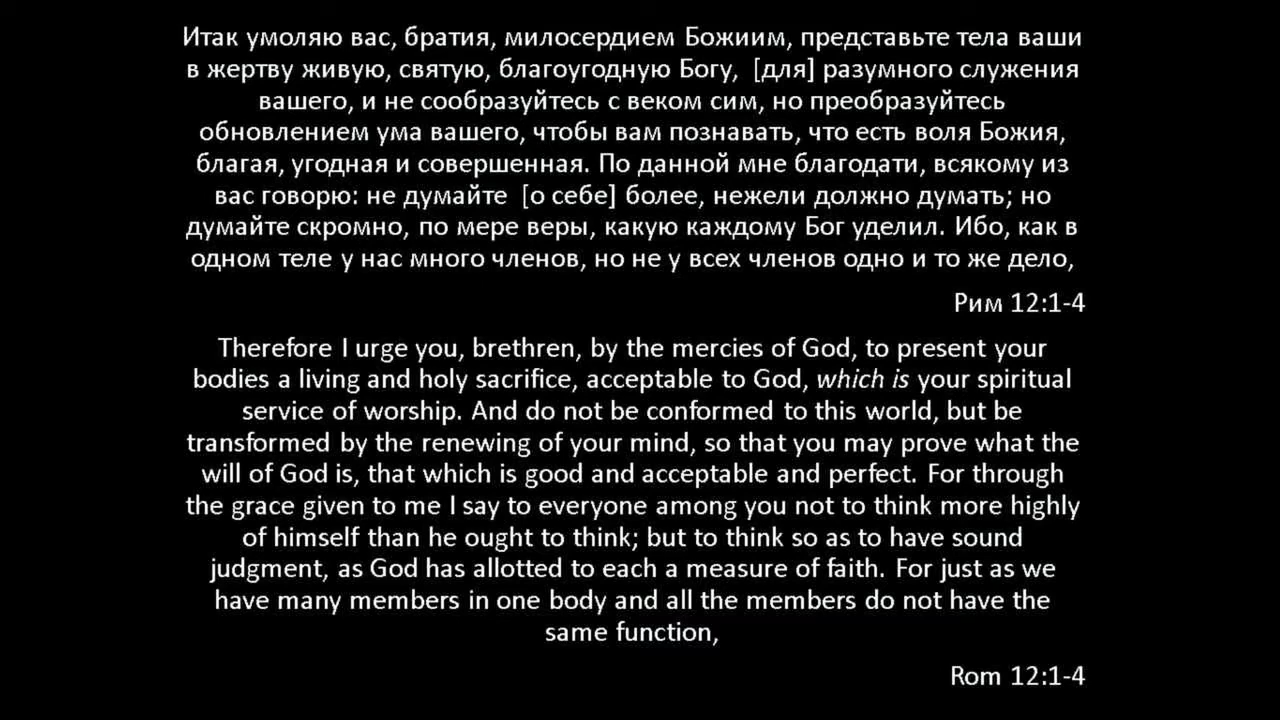 Итак умоляю вас, братия, милосердием Божиим, представьте тела ваши
в жертву живую, святую, благоугодную Богу,  [для] разумного служения
вашего, и не сообразуйтесь с веком сим, но преобразуйтесь
обновлением ума вашего, чтобы вам познавать, что есть воля Божия,
благая, угодная и совершенная. По данной мне благодати, всякому из
вас говорю: не думайте  [о себе] более, нежели должно думать; но
думайте скромно, по мере веры, какую каждому Бог уделил. Ибо, как в
одном теле у нас много членов, но не у всех членов одно и то же дело,
Рим 12:1-4
Therefore I urge you, brethren, by the mercies of God, to present your
bodies a living and holy sacrifice, acceptable to God, which is your spiritual
service of worship. And do not be conformed to this world, but be
transformed by the renewing of your mind, so that you may prove what the
will of God is, that which is good and acceptable and perfect. For through
the grace given to me I say to everyone among you not to think more highly
of himself than he ought to think; but to think so as to have sound
judgment, as God has allotted to each a measure of faith. For just as we
have many members in one body and all the members do not have the
same function,
Rom 12:1-4